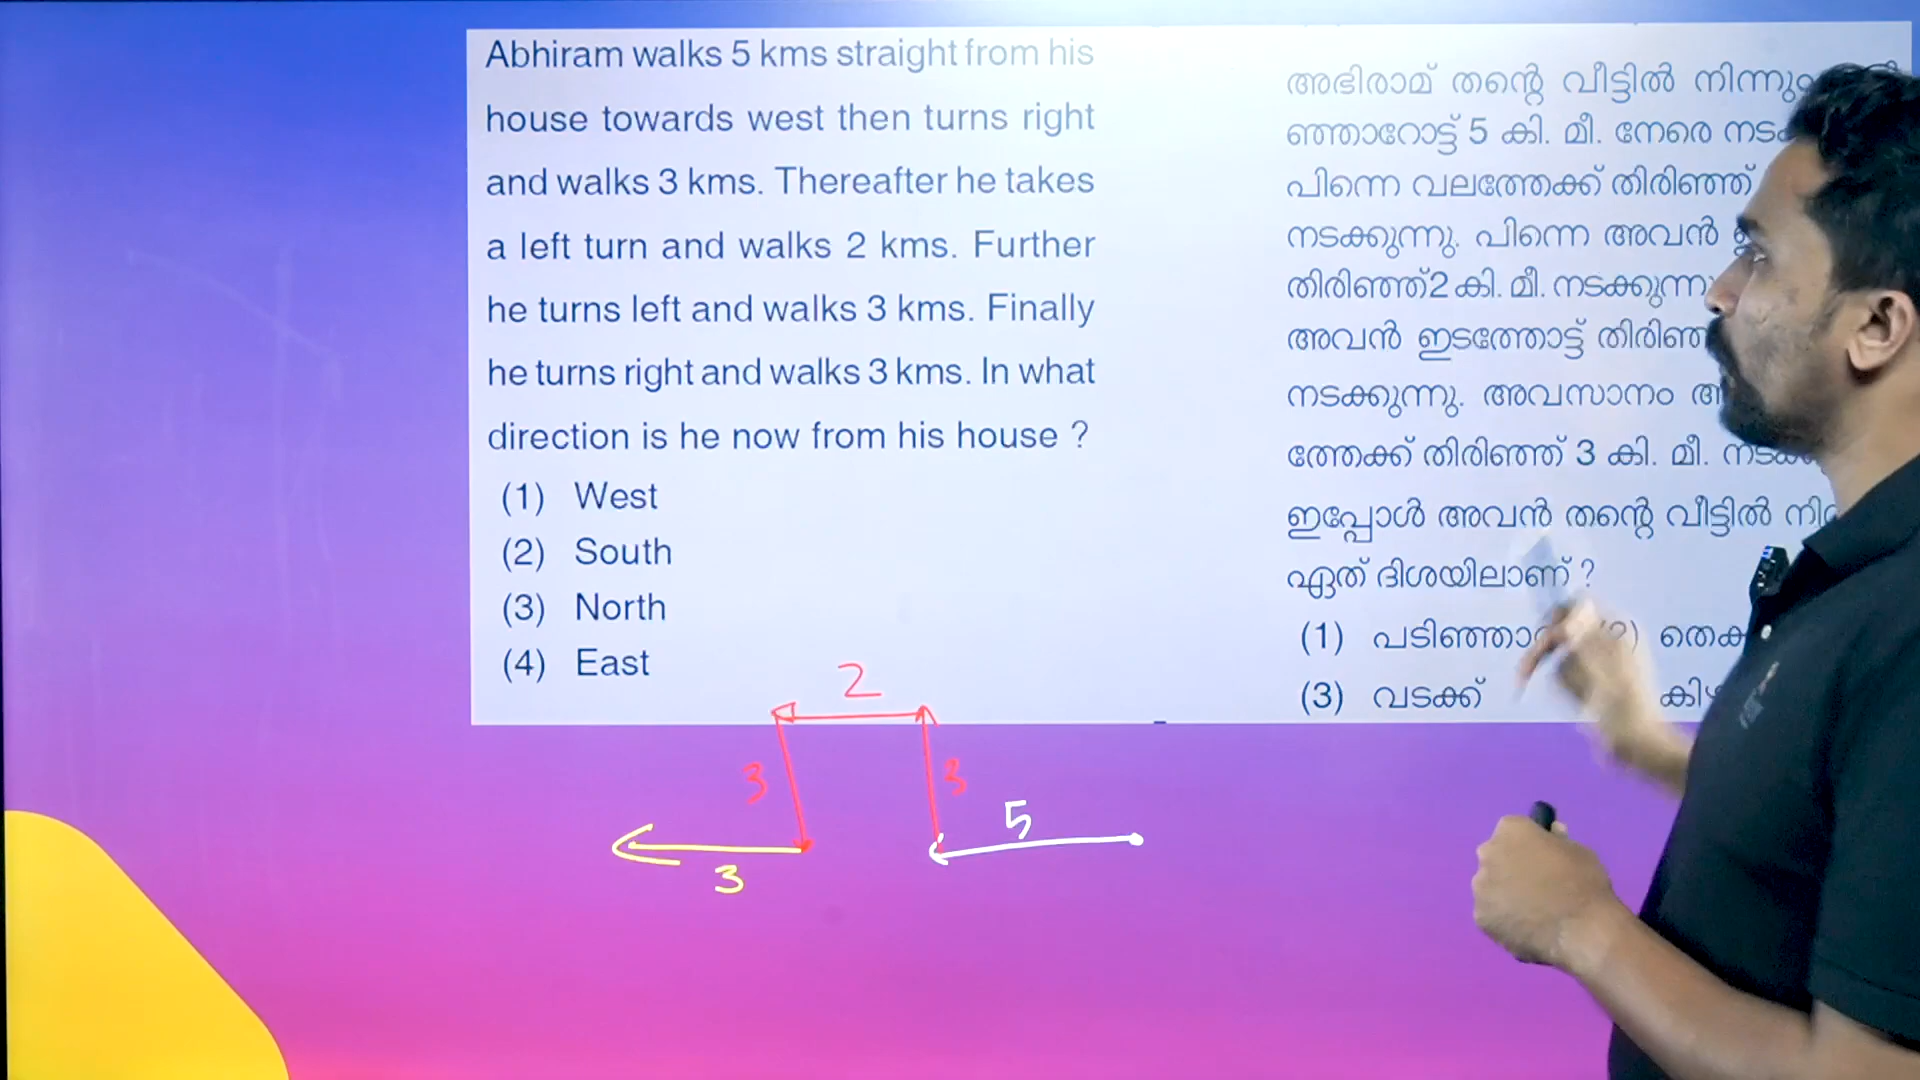 Abhiram walks 5 kms straight from his
house towards west then turns right
and walks 3 kms. Thereafter he takes
a left turn and walks 2 kms. Further
he turns left and walks 3 kms. Finally
he turns right and walks 3 kms. In what
direction is he now from his house ?
(1) West
(2) South
(3) North
(4) East
അഭിരാമ് തന്റെ വീട്ടിൽ നിന്നും
ഞ്ഞാറോട്ട് 5 കി. മീ. നേരെ
പിന്നെ വലത്തേക്ക് തിരിഞ്ഞ്
നടക്കുന്നു. പിന്നെ അവൻ
തിരിഞ്ഞ് 2 കി. മീ. നടക്കുന്നു
അവൻ ഇടത്തോട്ട്
നടക്കുന്നു. അവസാനം
ത്തേക്ക് തിരിഞ്ഞ് 3 കി. മീ.
ഇപ്പോൾ അവൻ തന്റെ വീട്ടിൽ
ഏത് ദിശയിലാണ് ?
(1) (2)
(3) വടക്ക്
2
3 3
5
3